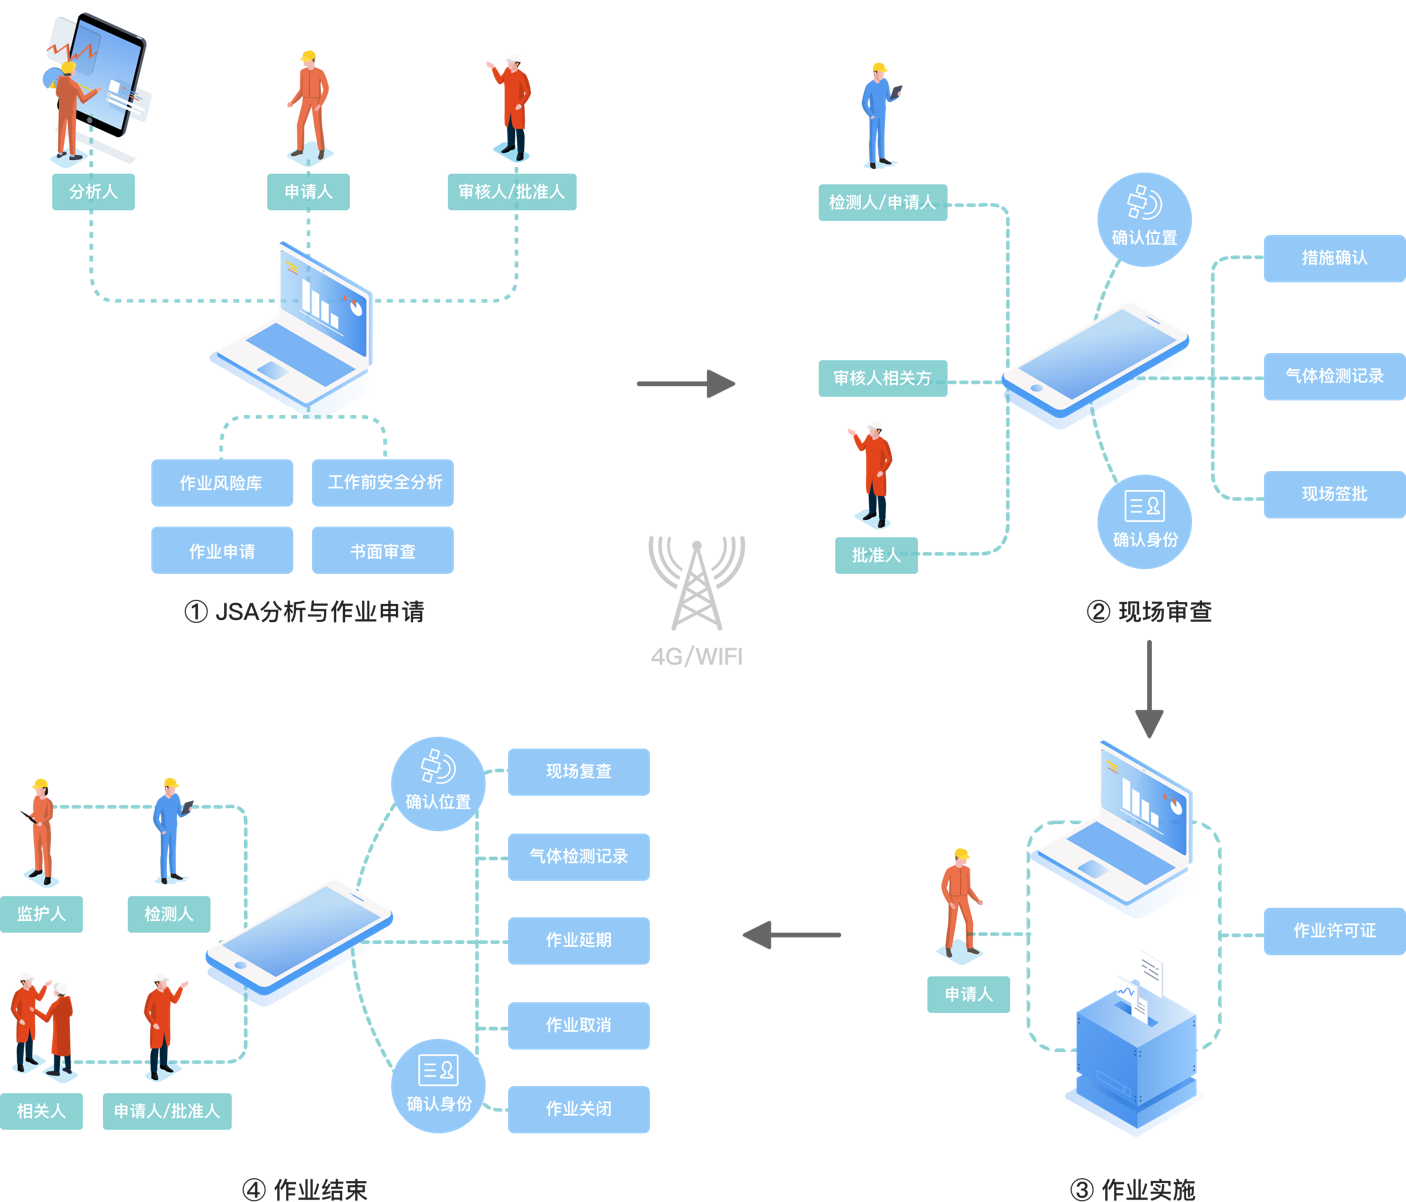 分析人
申请人
审核人/批准人
作业风险库
工作前安全分析
作业申请
书面审查
① JSA分析与作业申请
检测人/申请人
确认位置
措施确认
审核人相关方
气体检测记录
现场签批
批准人
确认身份
② 现场审查
4G/WIFI
申请人
作业许可证
③ 作业实施
监护人
检测人
相关人
申请人/批准人
确认位置
现场复查
气体检测记录
作业延期
作业取消
确认身份
作业关闭
④ 作业结束